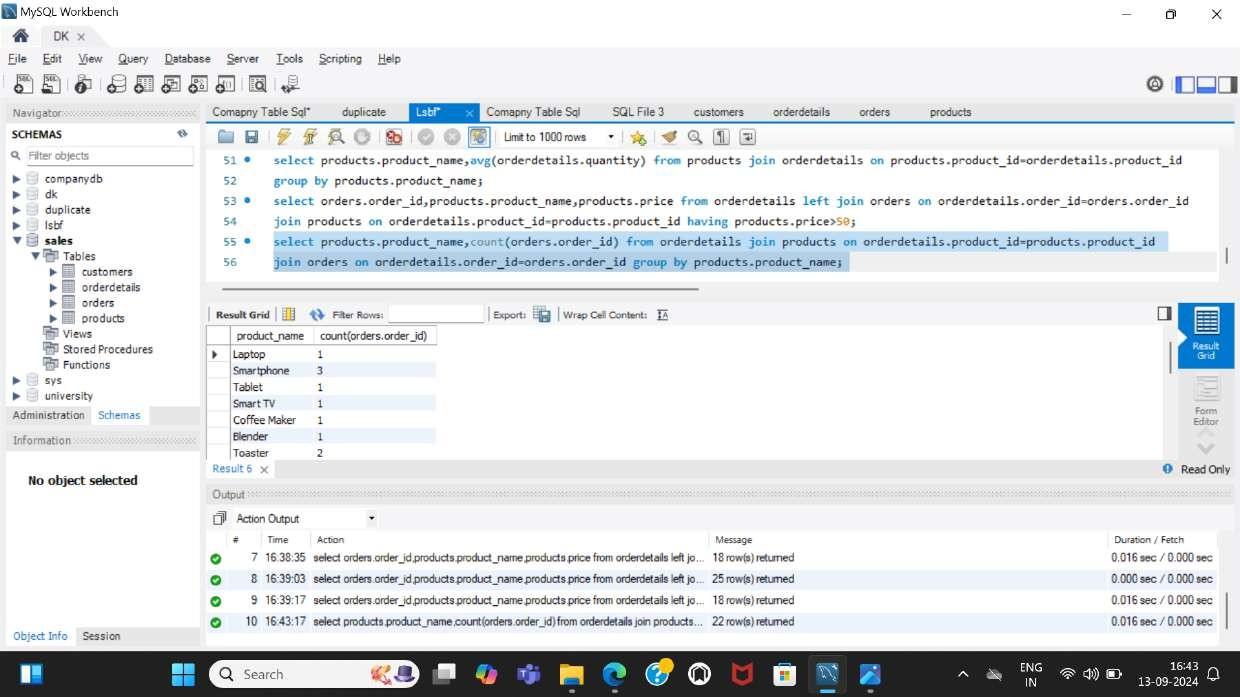 MySQL Workbench
DK
File Edit View Query Database Server Tools Scripting Help
Navigator
SCHEMAS
Filter objects
companydb
dk
duplicate
lsbf
sales
Tables
customers
orderdetails
orders
products
Views
Stored Procedures
Functions
sys
university
Administration Schemas
Information
No object selected
Object Info Session
Comapny Table Sql* duplicate Lsbf* Comapny Table Sql SQL File 3 customers orderdetails orders products
Limit to 1000 rows
51 select products.product_name,avg(orderdetails.quantity) from products join orderdetails on products.product_id=orderdetails.product_id
52 group by products.product_name;
53 select orders.order_id,products.product_name,products.price from orderdetails left join orders on orderdetails.order_id=orders.order_id
54 join products on orderdetails.product_id=products.product_id having products.price>50;
55 select products.product_name,count(orders.order_id) from orderdetails join products on orderdetails.product_id=products.product_id
56 join orders on orderdetails.order_id=orders.order_id group by products.product_name;
Result Grid Filter Rows: Export: Wrap Cell Content: IA
product_name count(orders.order_id)
Laptop 1
Smartphone 3
Tablet 1
Smart TV 1
Coffee Maker 1
Blender 1
Toaster 2
Result Grid
Form Editor
Result 6 Read Only
Output
Action Output
# Time Action Message Duration / Fetch
7 16:38:35 select orders.order_id,products.product_name,products.price from orderdetails left jo... 18 row(s) returned 0.016 sec / 0.000 sec
8 16:39:03 select orders.order_id,products.product_name,products.price from orderdetails left jo... 25 row(s) returned 0.000 sec / 0.000 sec
9 16:39:17 select orders.order_id,products.product_name,products.price from orderdetails left jo... 18 row(s) returned 0.016 sec / 0.000 sec
10 16:43:17 select products.product_name,count(orders.order_id) from orderdetails join products... 22 row(s) returned 0.016 sec / 0.000 sec
Search
ENG
IN
16:43
13-09-2024